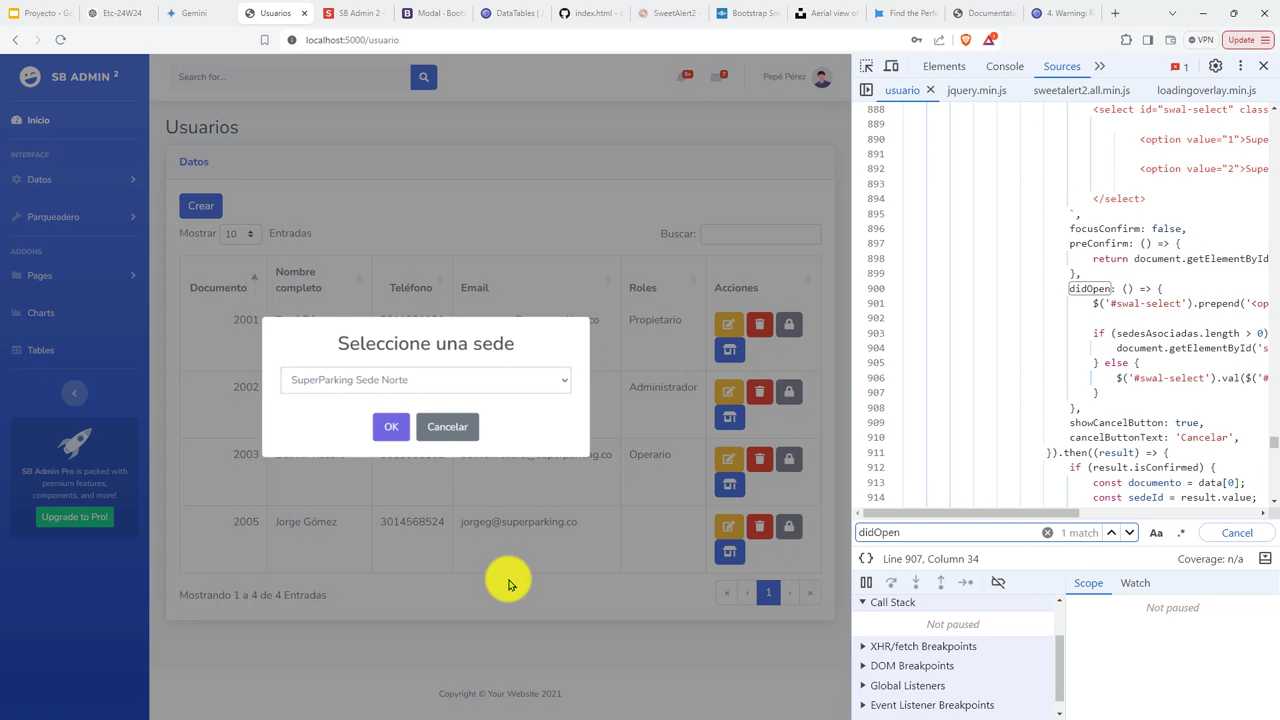 Proyecto - Go
Etc-24W24
Gemini
Usuarios
SB Admin 2 -
Modal · Boots
DataTables | J
index.html - s
SweetAlert2 -
Bootstrap Sni
Aerial view of
Find the Perfe
Documentati
4. Warning: R
localhost:5000/usuario
VPN
Update
SB ADMIN 2
Inicio
INTERFACE
Datos
Parqueadero
ADDONS
Pages
Charts
Tables
SB Admin Pro is packed with
premium features,
components, and more!
Upgrade to Pro!
Search for...
3+
7
Pepé Pérez
Usuarios
Datos
Crear
Mostrar 10 Entradas
Buscar:
Documento
Nombre
completo
Teléfono
Email
Roles
Acciones
2001
Propietario
2002
Administrador
2003
Operario
2005 Jorge Gómez 3014568524 jorgeg@superparking.co
Seleccione una sede
SuperParking Sede Norte
OK
Cancelar
Mostrando 1 a 4 de 4 Entradas
« ‹ 1 › »
Copyright © Your Website 2021
Elements Console Sources
1
usuario jquery.min.js sweetalert2.all.min.js loadingoverlay.min.js
888 <select id="swal-select" class
889
890 <option value="1">Supe
891
892 <option value="2">Supe
893
894 </select>
895 `,
896 focusConfirm: false,
897 preConfirm: () => {
898 return document.getElementById
899 },
900 didOpen: () => {
901 $('#swal-select').prepend('<op
902
903 if (sedesAsociadas.length > 0)
904 document.getElementById('s
905 } else {
906 $('#swal-select').val($('#
907 }
908 },
909 showCancelButton: true,
910 cancelButtonText: 'Cancelar',
911 }).then((result) => {
912 if (result.isConfirmed) {
913 const documento = data[0];
914 const sedeId = result.value;
didOpen
1 match
Aa
.*
Cancel
{ } Line 907, Column 34
Coverage: n/a
Scope Watch
Call Stack
Not paused
Not paused
XHR/fetch Breakpoints
DOM Breakpoints
Global Listeners
Event Listener Breakpoints